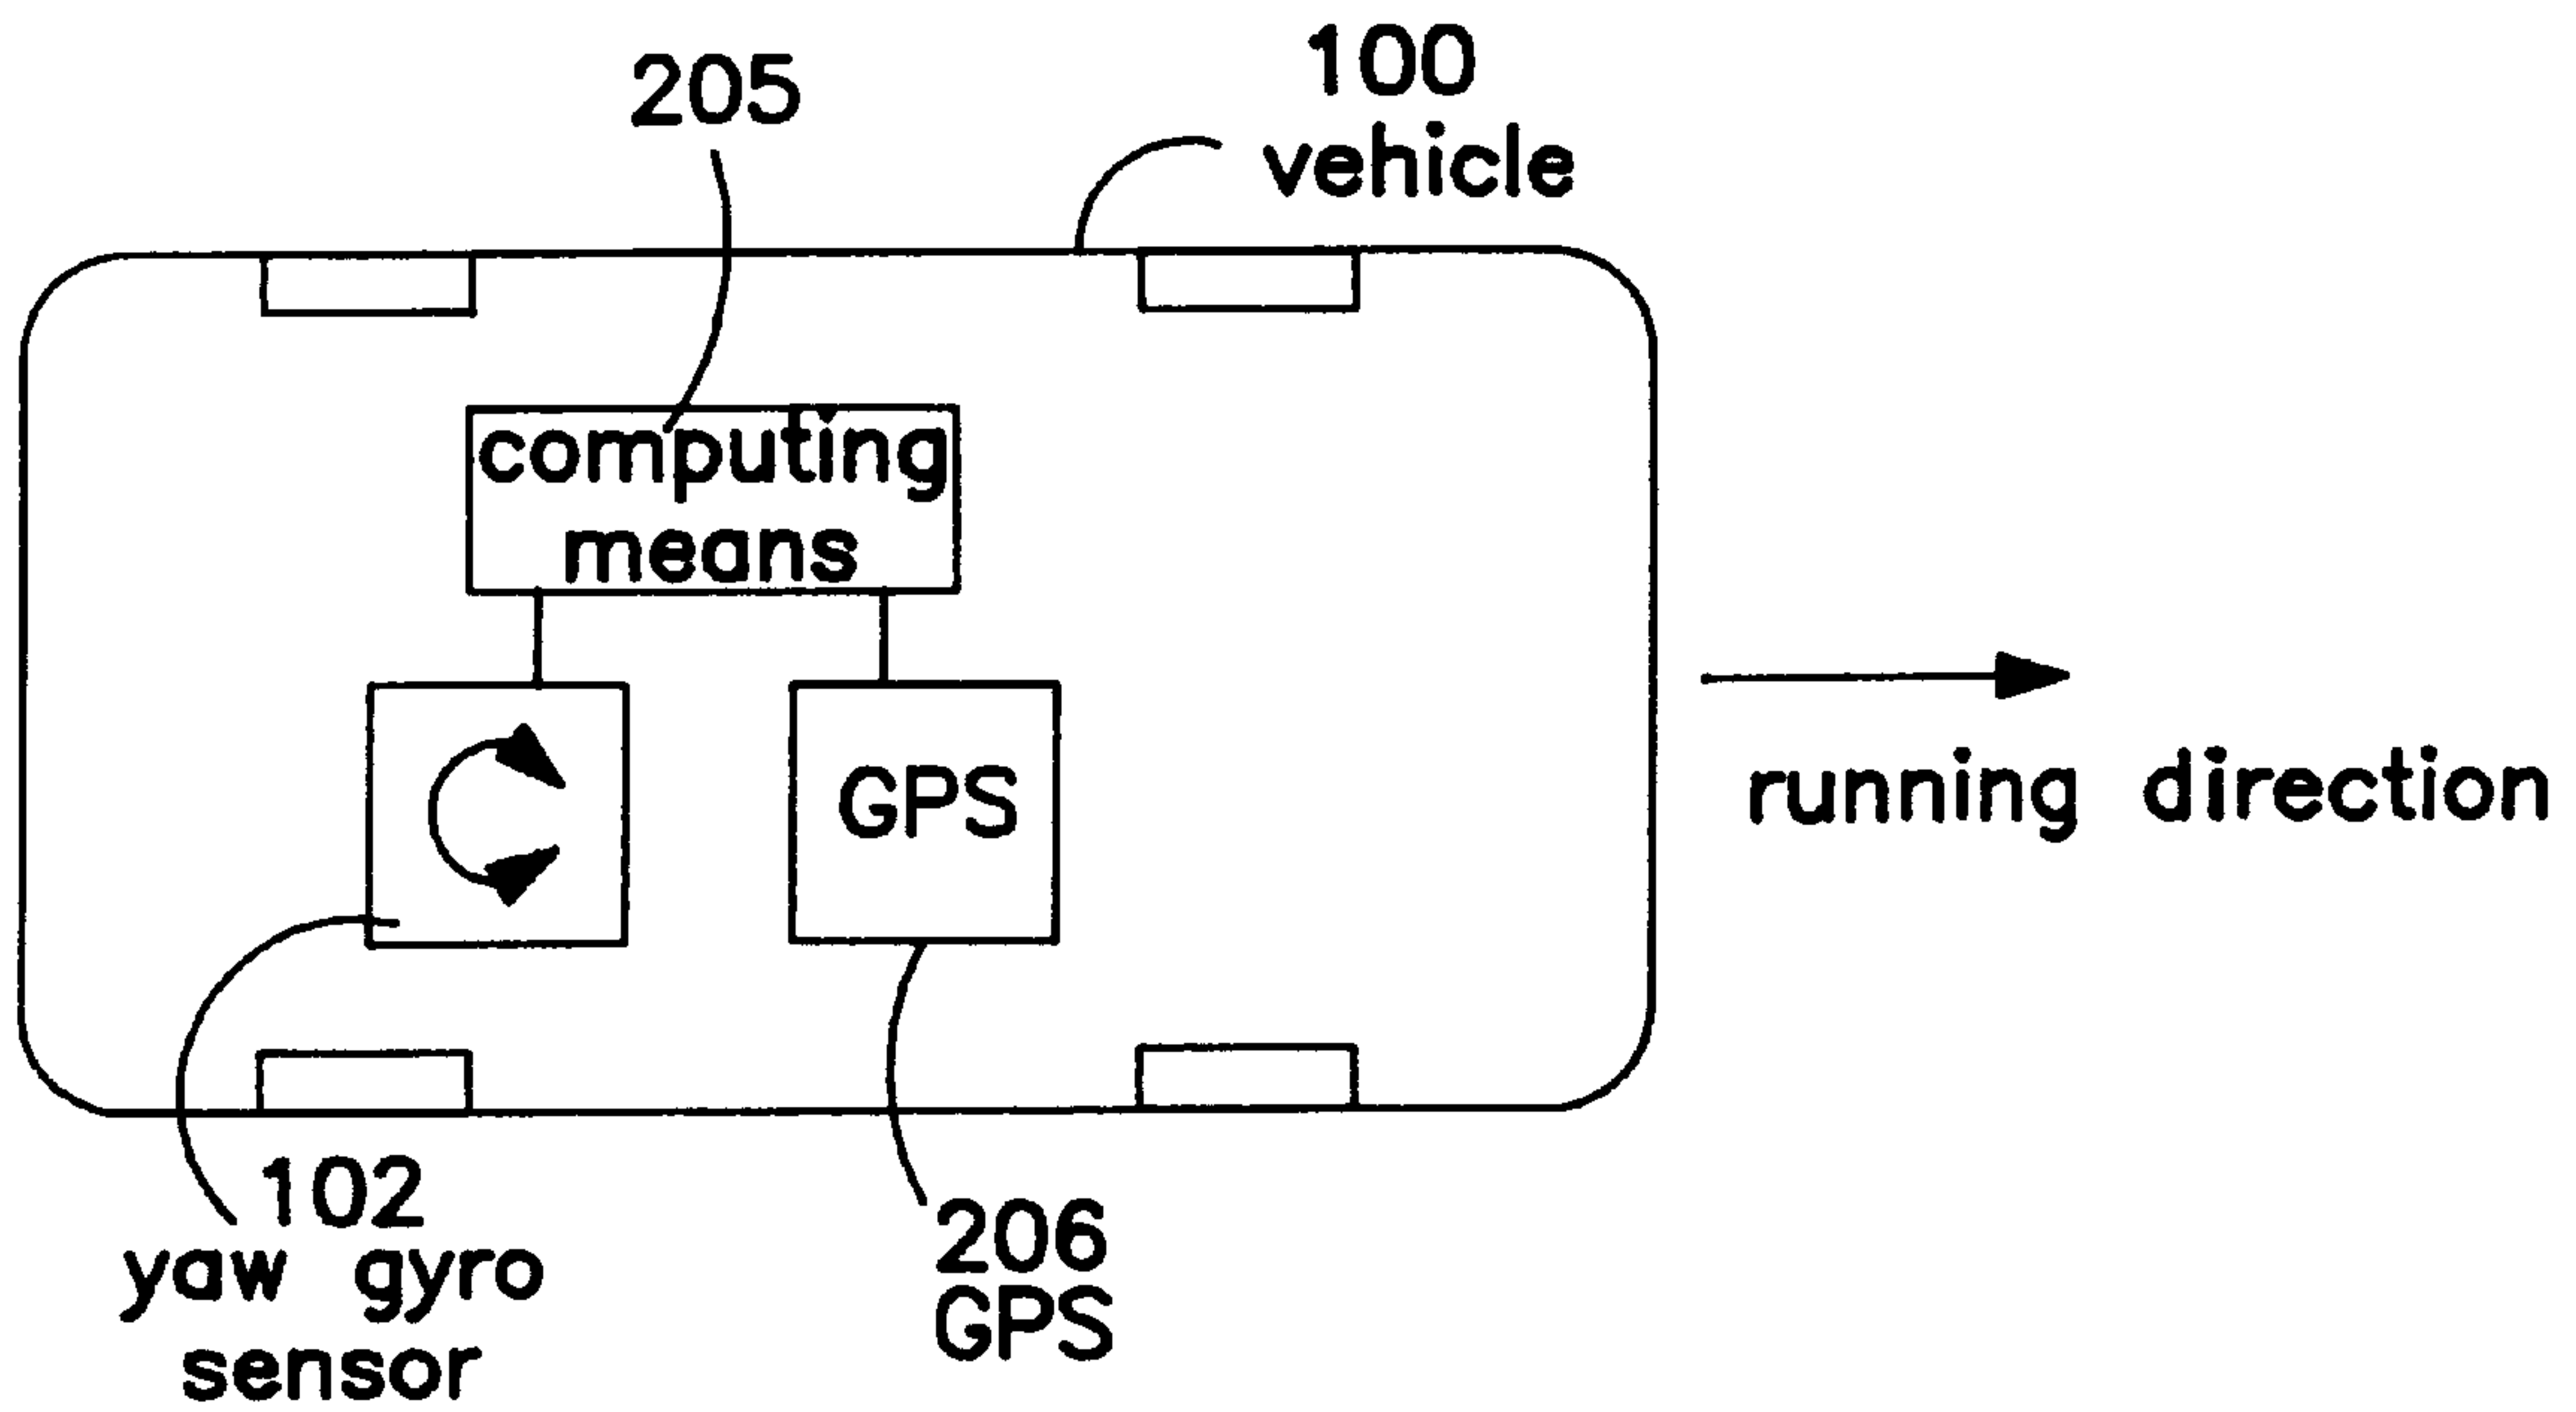 205
100
vehicle
computing
means
GPS
running direction
102
yaw gyro
sensor
206
GPS